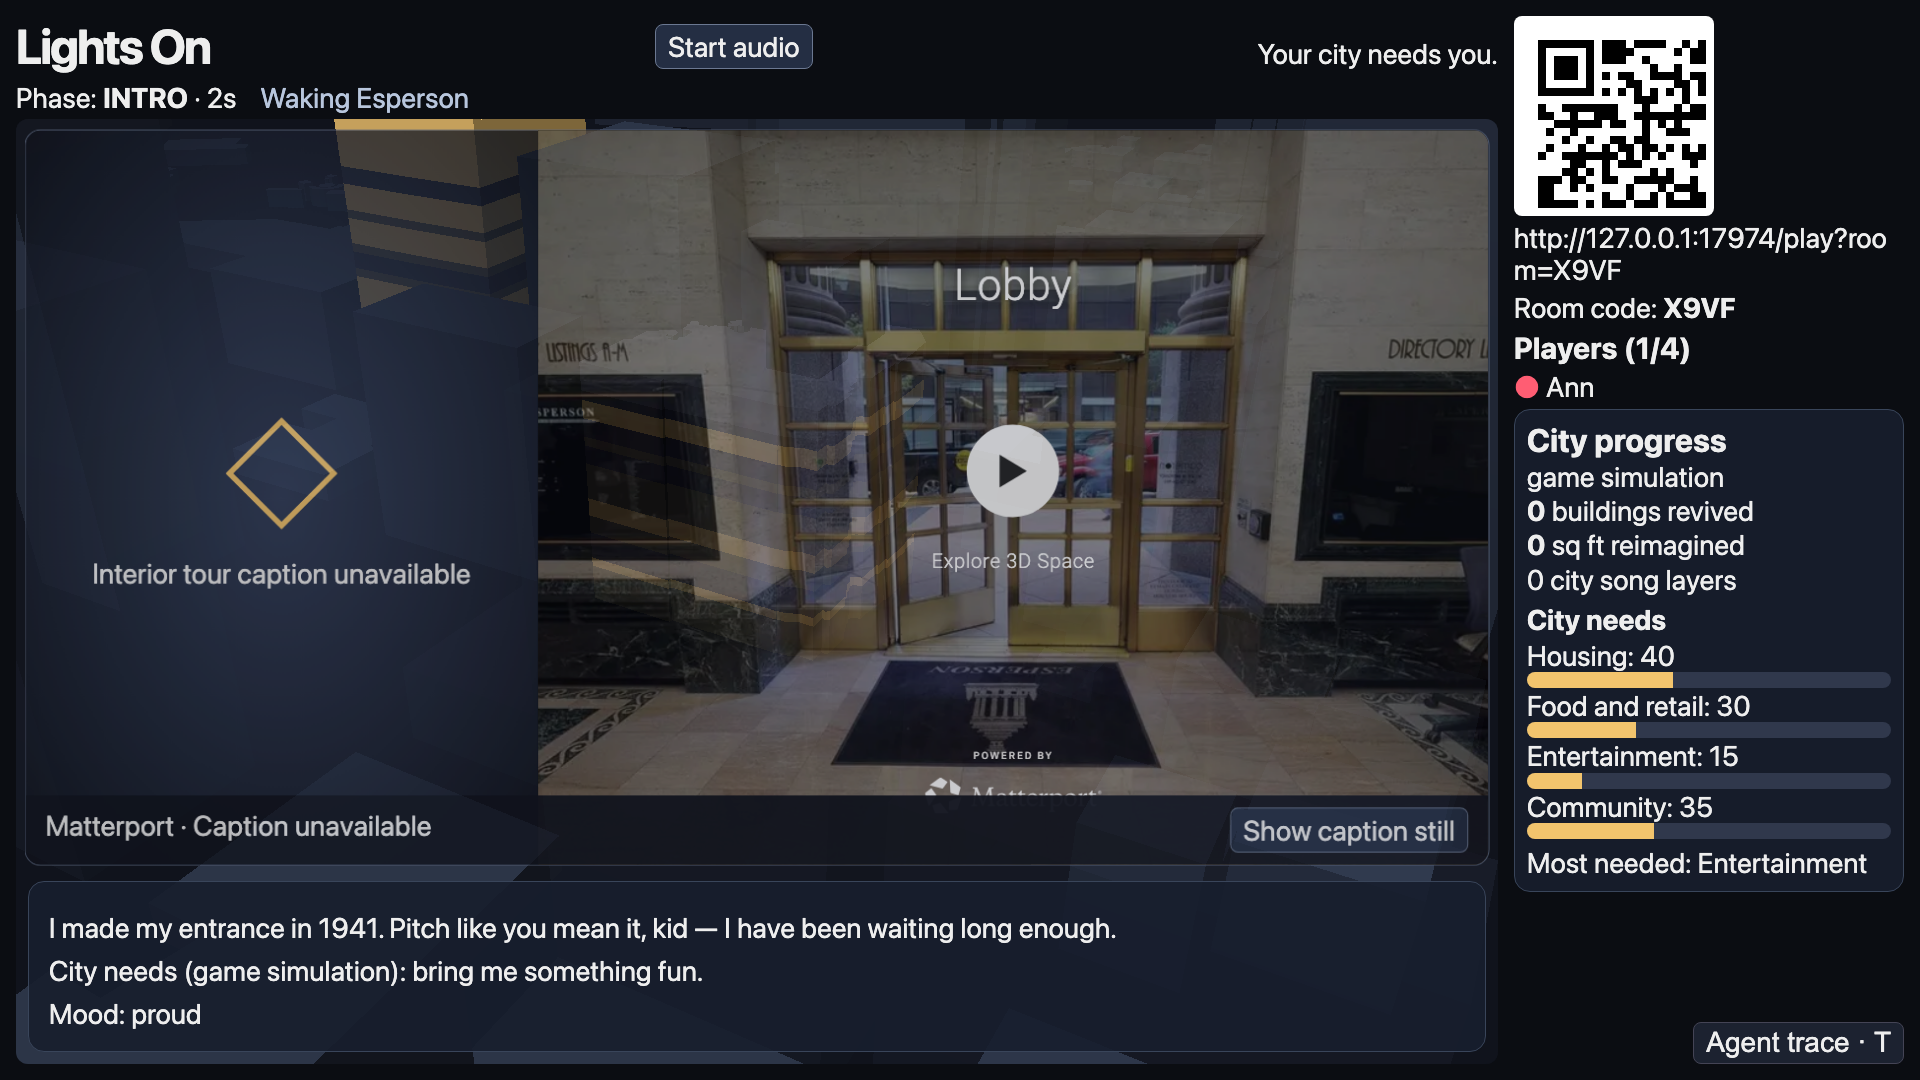 Lights On
Start audio
Your city needs you.
Phase: INTRO · 2s Waking Esperson
http://127.0.0.1:17974/play?roo
m=X9VF
Room code: X9VF
Players (1/4)
Ann
City progress
game simulation
0 buildings revived
0 sq ft reimagined
0 city song layers
City needs
Housing: 40
Food and retail: 30
Entertainment: 15
Community: 35
Most needed: Entertainment
Interior tour caption unavailable
Lobby
LISTINGS A-M
DIRECTORY
Explore 3D Space
ESPERSON
POWERED BY
Matterport
Matterport · Caption unavailable
Show caption still
I made my entrance in 1941. Pitch like you mean it, kid — I have been waiting long enough.
City needs (game simulation): bring me something fun.
Mood: proud
Agent trace · T